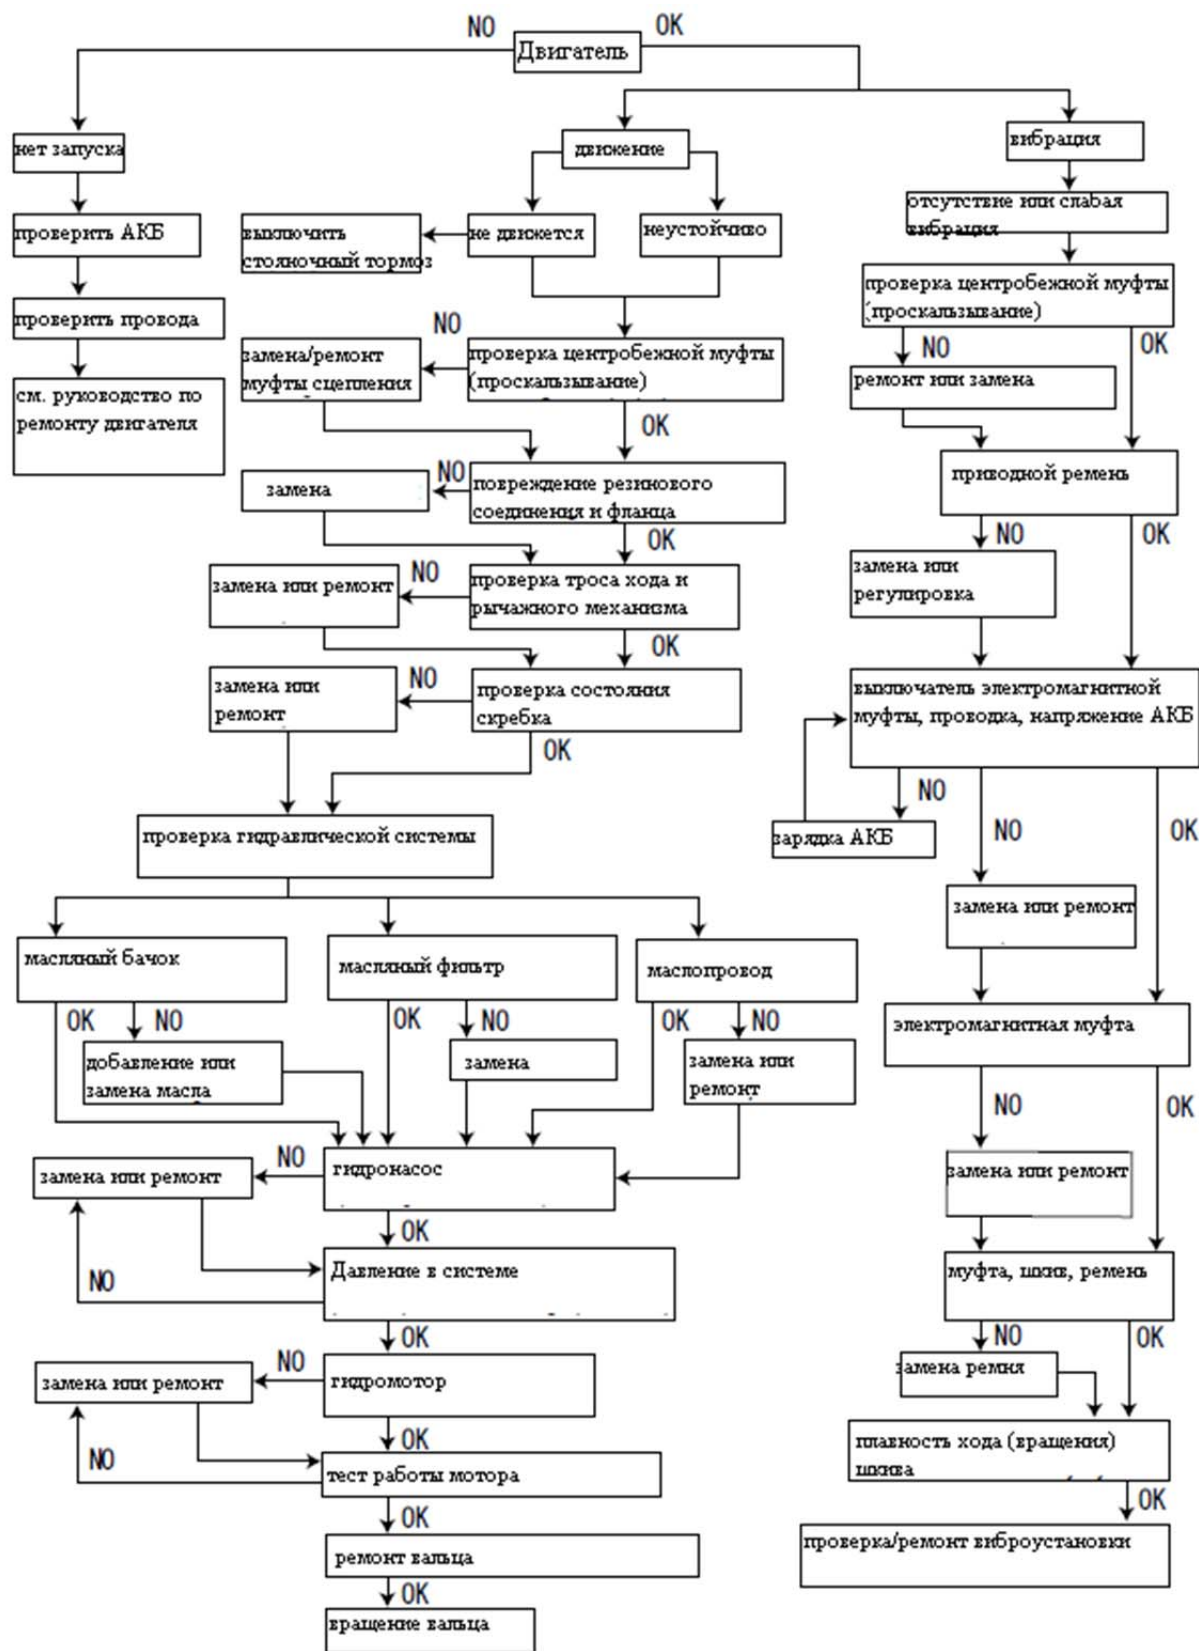 NO
OK
Двигатель
нет запуска
проверить АКБ
проверить провода
см. руководство по
ремонту двигателя
движение
не движется
неустойчиво
выключить
стояночный тормоз
проверка центробежной муфты
(проскальзывание)
NO
замена/ремонт
муфты сцепления
OK
повреждение резинового
соединения и фланца
NO
замена
OK
проверка троса хода и
рычажного механизма
NO
замена или ремонт
OK
проверка состояния
скребка
NO
замена или
ремонт
OK
проверка гидравлической системы
масляный бачок
масляный фильтр
маслопровод
OK
NO
OK
NO
OK
NO
добавление или
замена масла
замена
замена или
ремонт
гидронасос
NO
замена или ремонт
OK
Давление в системе
NO
OK
гидромотор
NO
замена или ремонт
OK
тест работы мотора
NO
OK
ремонт вальца
OK
вращение вальца
вибрация
отсутствие или слабая
вибрация
проверка центробежной муфты
(проскальзывание)
NO
OK
ремонт или замена
приводной ремень
NO
OK
замена или
регулировка
выключатель электромагнитной
муфты, проводка, напряжение АКБ
NO
зарядка АКБ
NO
OK
замена или ремонт
электромагнитная муфта
NO
OK
замена или ремонт
муфта, шкив, ремень
NO
OK
замена ремня
плавность хода (вращения)
шкива
OK
проверка/ремонт виброустановки